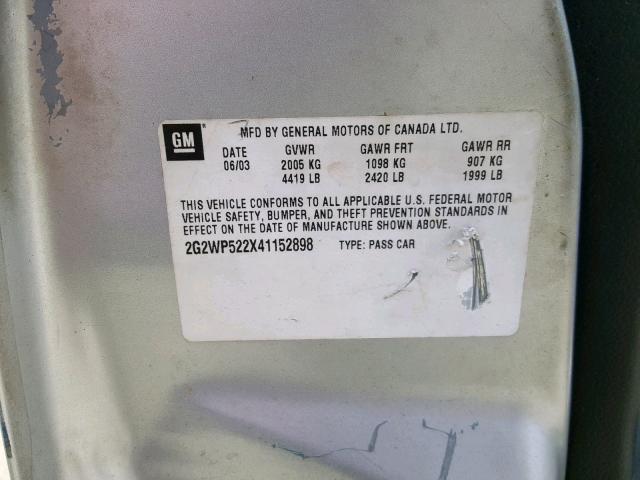 GM
MFD BY GENERAL MOTORS OF CANADA LTD.
DATE GVWR GAWR FRT GAWR RR
06/03 2005 KG 1098 KG 907 KG
4419 LB 2420 LB 1999 LB
THIS VEHICLE CONFORMS TO ALL APPLICABLE U.S. FEDERAL MOTOR
VEHICLE SAFETY, BUMPER, AND THEFT PREVENTION STANDARDS IN
EFFECT ON THE DATE OF MANUFACTURE SHOWN ABOVE.
2G2WP522X41152898 TYPE: PASS CAR